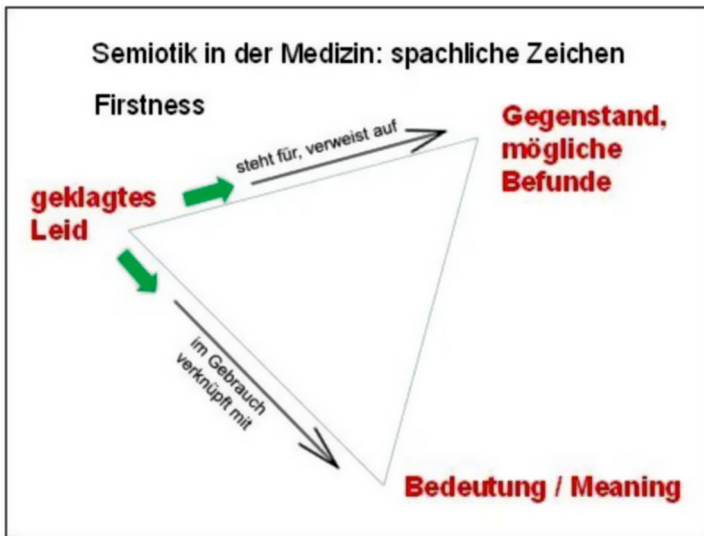 Semiotik in der Medizin: spachliche Zeichen
Firstness
steht für, verweist auf
Gegenstand,
mögliche
Befunde
geklagtes
Leid
im Gebrauch
verknüpft mit
Bedeutung / Meaning